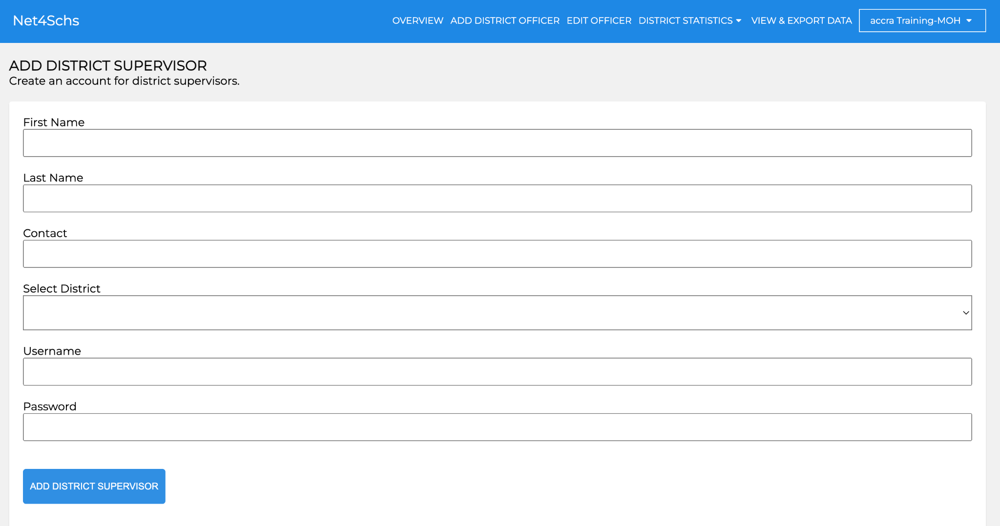 Net4Schs
OVERVIEW ADD DISTRICT OFFICER EDIT OFFICER DISTRICT STATISTICS VIEW & EXPORT DATA accra Training-MOH
ADD DISTRICT SUPERVISOR
Create an account for district supervisors.
First Name
Last Name
Contact
Select District
Username
Password
ADD DISTRICT SUPERVISOR